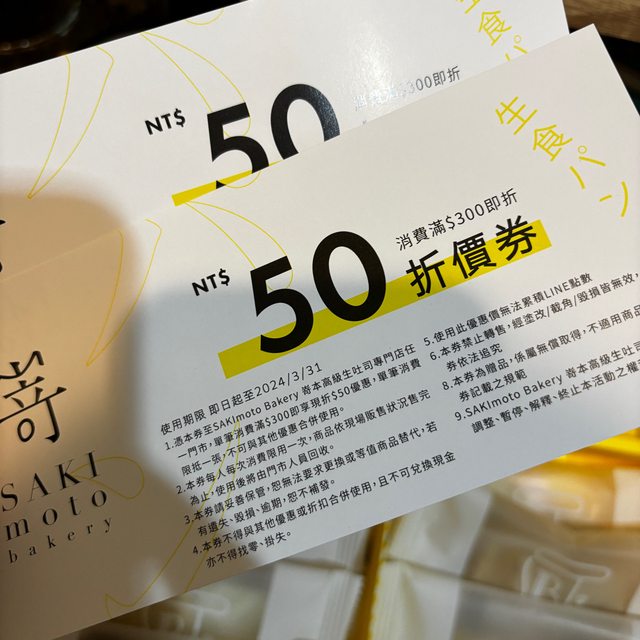 生食パン
NT$ 50
$300即折
生食パン
NT$ 50
消費滿$300即折
折價券
嵜
SAKI
moto
bakery
使用期限 即日起至2024/3/31
1.憑本券至SAKImoto Bakery 嵜本高級生吐司專門店任
一門市,單筆消費滿$300即享現折$50優惠,單筆消費
限抵一張,不可與其他優惠合併使用。
2.本券每人每次消費限用一次,商品依現場販售狀況售完
為止,使用後將由門市人員回收。
3.本券請妥善保管,恕無法要求更換或等值商品替代,若
有遺失、毀損、逾期,恕不補發。
4.本券不得與其他優惠或折扣合併使用,且不可兌換現金
亦不得找零、掛失。
5.使用此優惠價無法累積LINE點數
6.本券禁止轉售,經塗改/截角/毀損皆無效,
券依法追究
8.本券為贈品,係屬無償取得,不適用商品
券記載之規範
9.SAKImoto Bakery 嵜本高級生吐司
調整、暫停、解釋、終止本活動之權